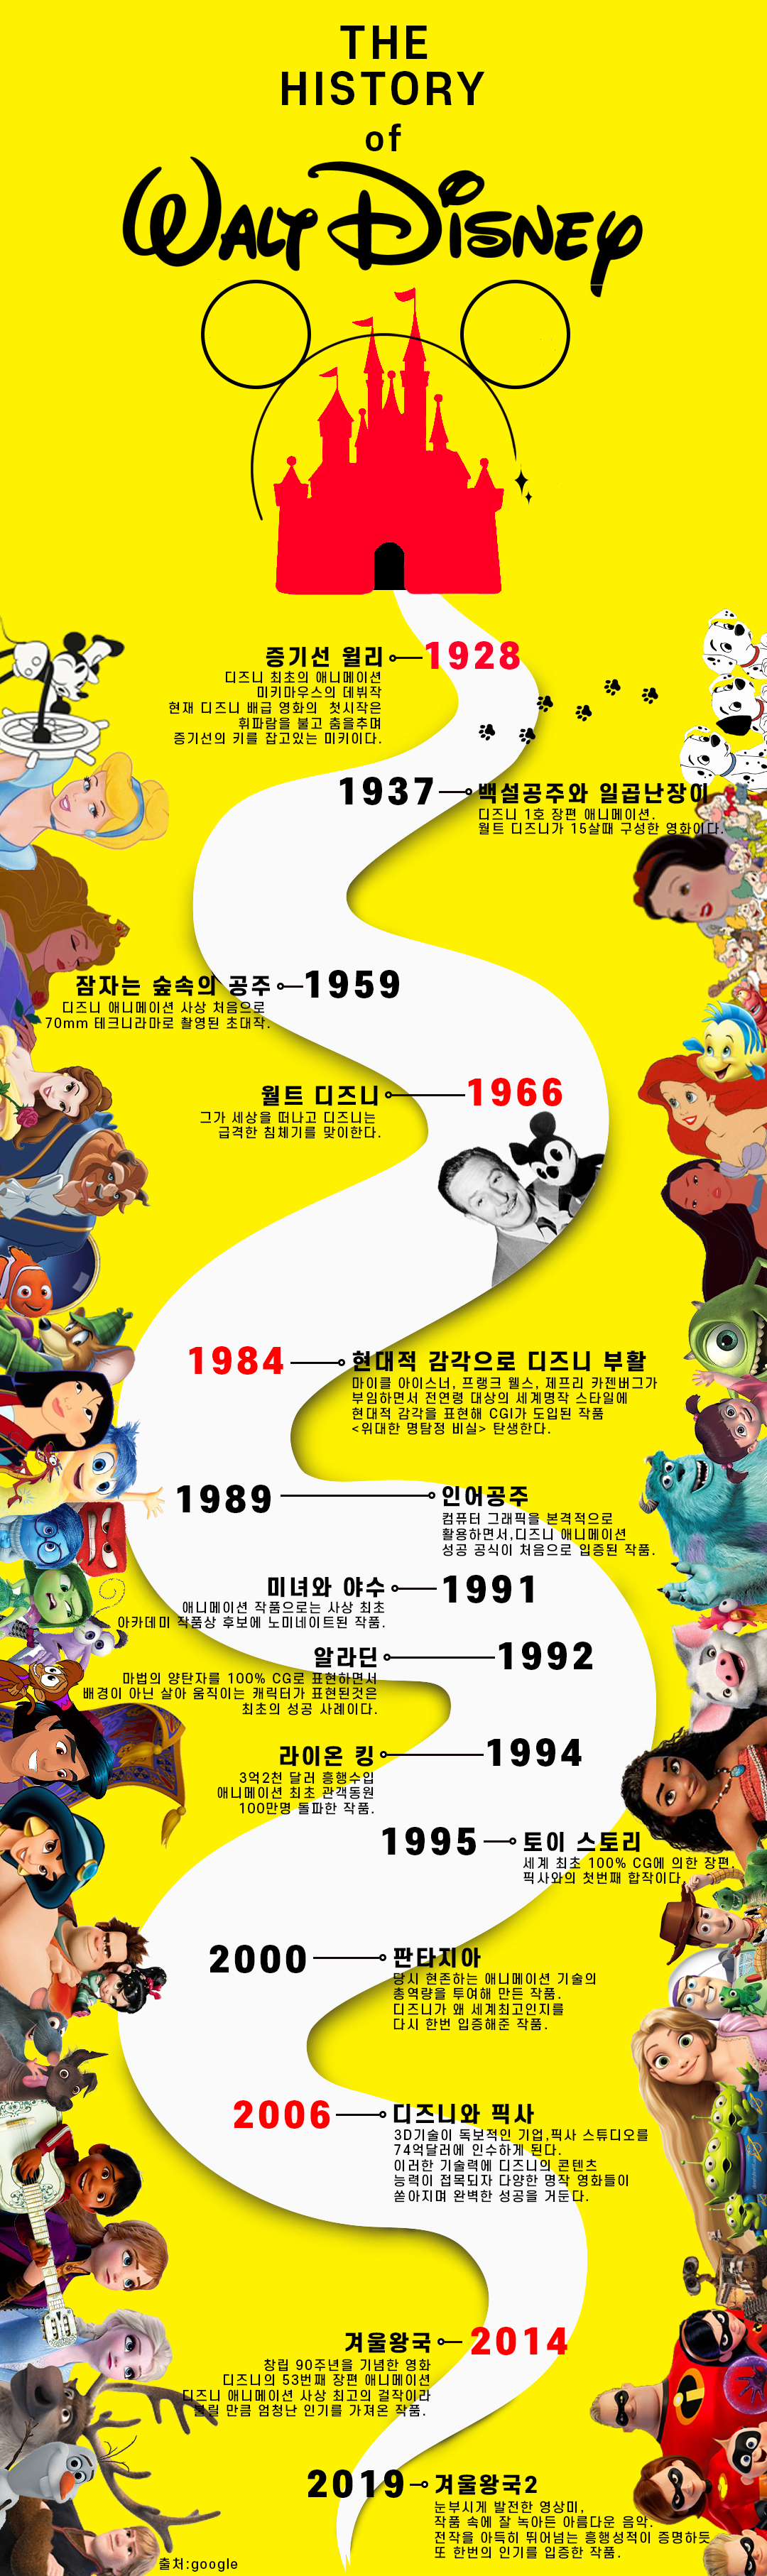 THE
HISTORY
of
WALT DISNEY
증기선 윌리
1928
디즈니 최초의 애니메이션
미키마우스의 데뷔작
현재 디즈니 배급 영화의 첫시작은
휘파람을 불고 춤을추며
증기선의 키를 잡고있는 미키이다.
1937
백설공주와 일곱난장이
디즈니 1호 장편 애니메이션.
월트 디즈니가 15살때 구성한 영화이다.
잠자는 숲속의 공주
1959
디즈니 애니메이션 사상 처음으로
70mm 테크니라마로 촬영된 초대작.
월트 디즈니
1966
그가 세상을 떠나고 디즈니는
급격한 침체기를 맞이한다.
1984
현대적 감각으로 디즈니 부활
마이클 아이스너, 프랭크 웰스, 제프리 카젠버그가
부임하면서 전연령 대상의 세계명작 스타일에
현대적 감각을 표현해 CGI가 도입된 작품
<위대한 명탐정 비실> 탄생한다.
1989
인어공주
컴퓨터 그래픽을 본격적으로
활용하면서,디즈니 애니메이션
성공 공식이 처음으로 입증된 작품.
미녀와 야수
1991
애니메이션 작품으로는 사상 최초
아카데미 작품상 후보에 노미네이트된 작품.
알라딘
1992
마법의 양탄자를 100% CG로 표현하면서
배경이 아닌 살아 움직이는 캐릭터가 표현된것은
최초의 성공 사례이다.
라이온 킹
1994
3억2천 달러 흥행수입
애니메이션 최초 관객동원
100만명 돌파한 작품.
1995
토이 스토리
세계 최초 100% CG에 의한 장편.
픽사와의 첫번째 합작이다.
2000
판타지아
당시 현존하는 애니메이션 기술의
총역량을 투여해 만든 작품.
디즈니가 왜 세계최고인지를
다시 한번 입증해준 작품.
2006
디즈니와 픽사
3D기술이 독보적인 기업,픽사 스튜디오를
74억달러에 인수하게 된다.
이러한 기술력에 디즈니의 콘텐츠
능력이 접목되자 다양한 명작 영화들이
쏟아지며 완벽한 성공을 거둔다.
겨울왕국
2014
창립 90주년을 기념한 영화
디즈니의 53번째 장편 애니메이션
디즈니 애니메이션 사상 최고의 걸작이라
불릴 만큼 엄청난 인기를 가져온 작품.
2019
겨울왕국2
눈부시게 발전한 영상미,
작품 속에 잘 녹아든 아름다운 음악.
전작을 아득히 뛰어넘는 흥행성적이 증명하듯
또 한번의 인기를 입증한 작품.
출처:google